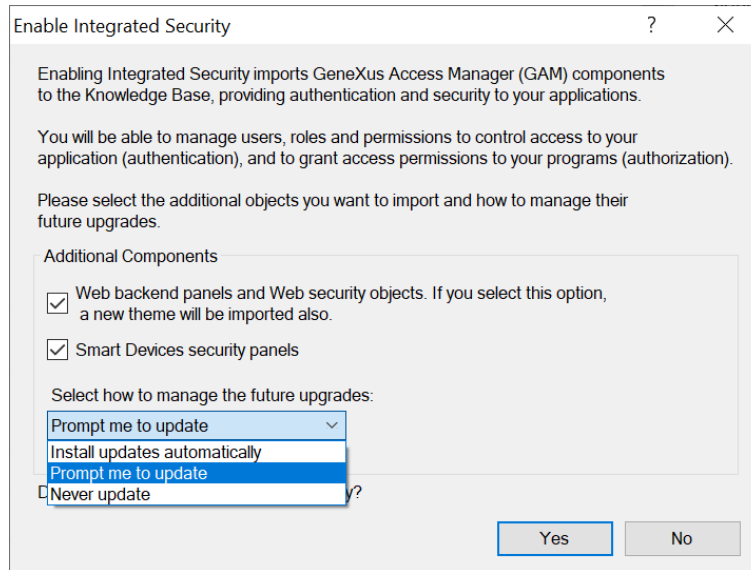 Enable Integrated Security
?
Enabling Integrated Security imports GeneXus Access Manager (GAM) components
to the Knowledge Base, providing authentication and security to your applications.
You will be able to manage users, roles and permissions to control access to your
application (authentication), and to grant access permissions to your programs (authorization).
Please select the additional objects you want to import and how to manage their
future upgrades.
Additional Components
Web backend panels and Web security objects. If you select this option,
a new theme will be imported also.
Smart Devices security panels
Select how to manage the future upgrades:
Prompt me to update
Install updates automatically
Prompt me to update
Never update
Yes
No